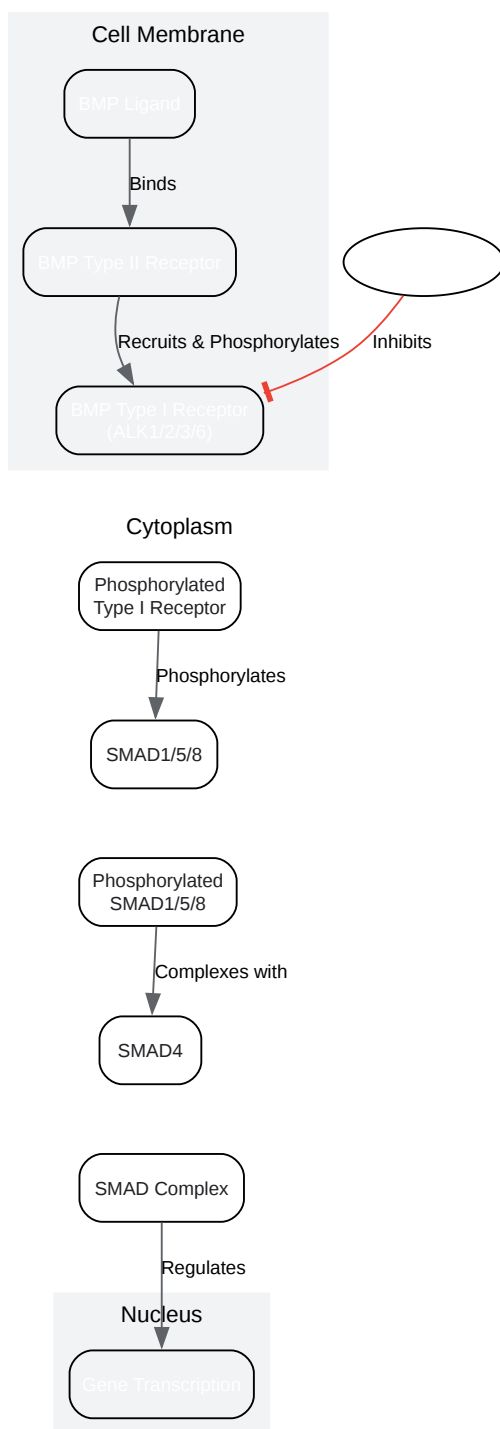 Cell Membrane
BMP Ligand
Binds
BMP Type II Receptor
Recruits & Phosphorylates
Inhibits
BMP Type I Receptor
(ALK1/2/3/6)
Cytoplasm
Phosphorylated
Type I Receptor
Phosphorylates
SMAD1/5/8
Phosphorylated
SMAD1/5/8
Complexes with
SMAD4
SMAD Complex
Regulates
Nucleus
Gene Transcription